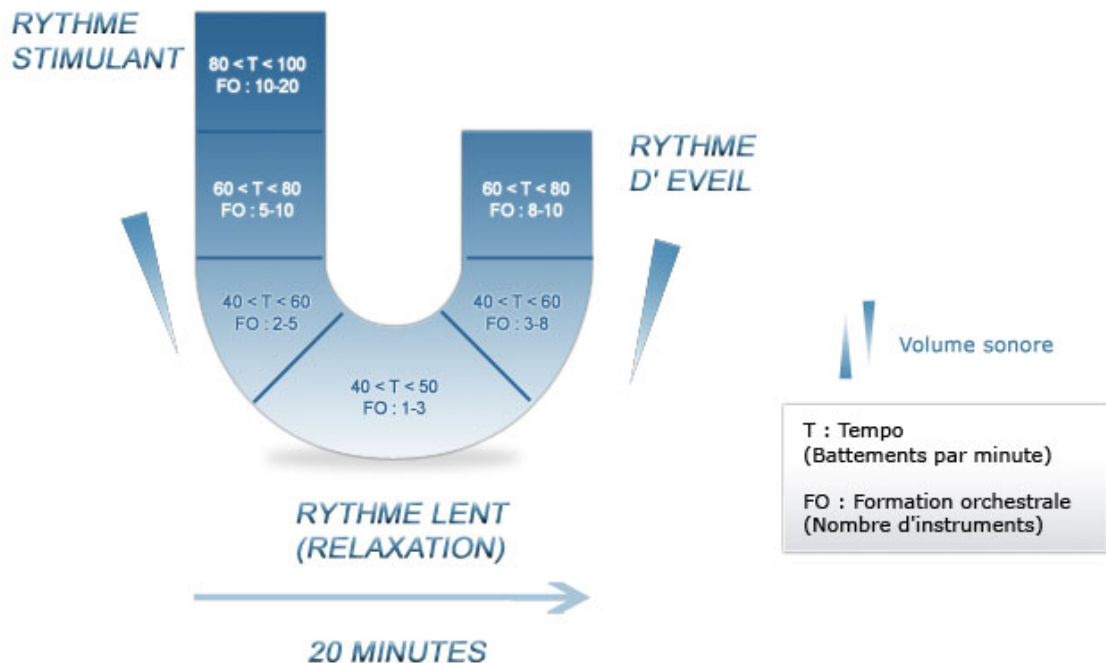 RYTHME
STIMULANT
80 < T < 100
FO : 10-20
60 < T < 80
FO : 5-10
40 < T < 60
FO : 2-5
40 < T < 50
FO : 1-3
40 < T < 60
FO : 3-8
60 < T < 80
FO : 8-10
RYTHME
D' EVEIL
RYTHME LENT
(RELAXATION)
20 MINUTES
Volume sonore
T : Tempo
(Battements par minute)
FO : Formation orchestrale
(Nombre d'instruments)